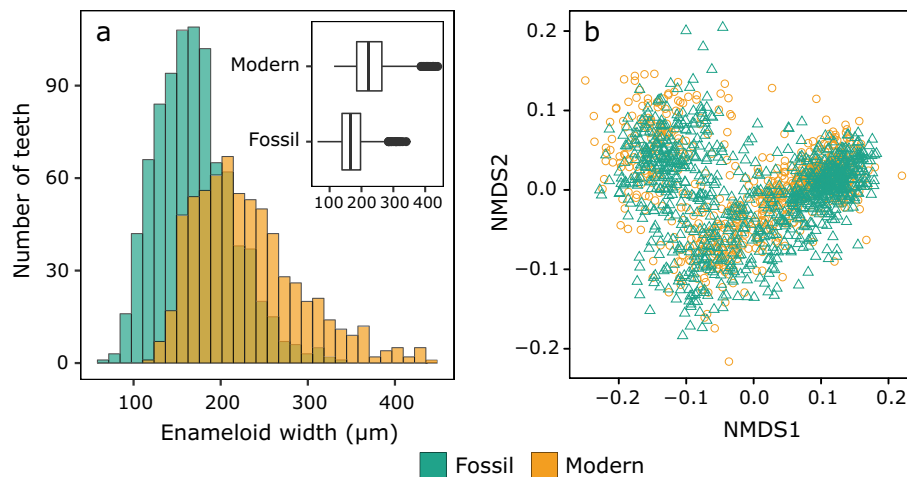 a
Number of teeth
90
60
30
0
100 200 300 400
Enameloid width (μm)
Modern
Fossil
100 200 300 400
b
NMDS2
0.2
0.1
0.0
−0.1
−0.2
−0.2 −0.1 0.0 0.1 0.2
NMDS1
Fossil Modern